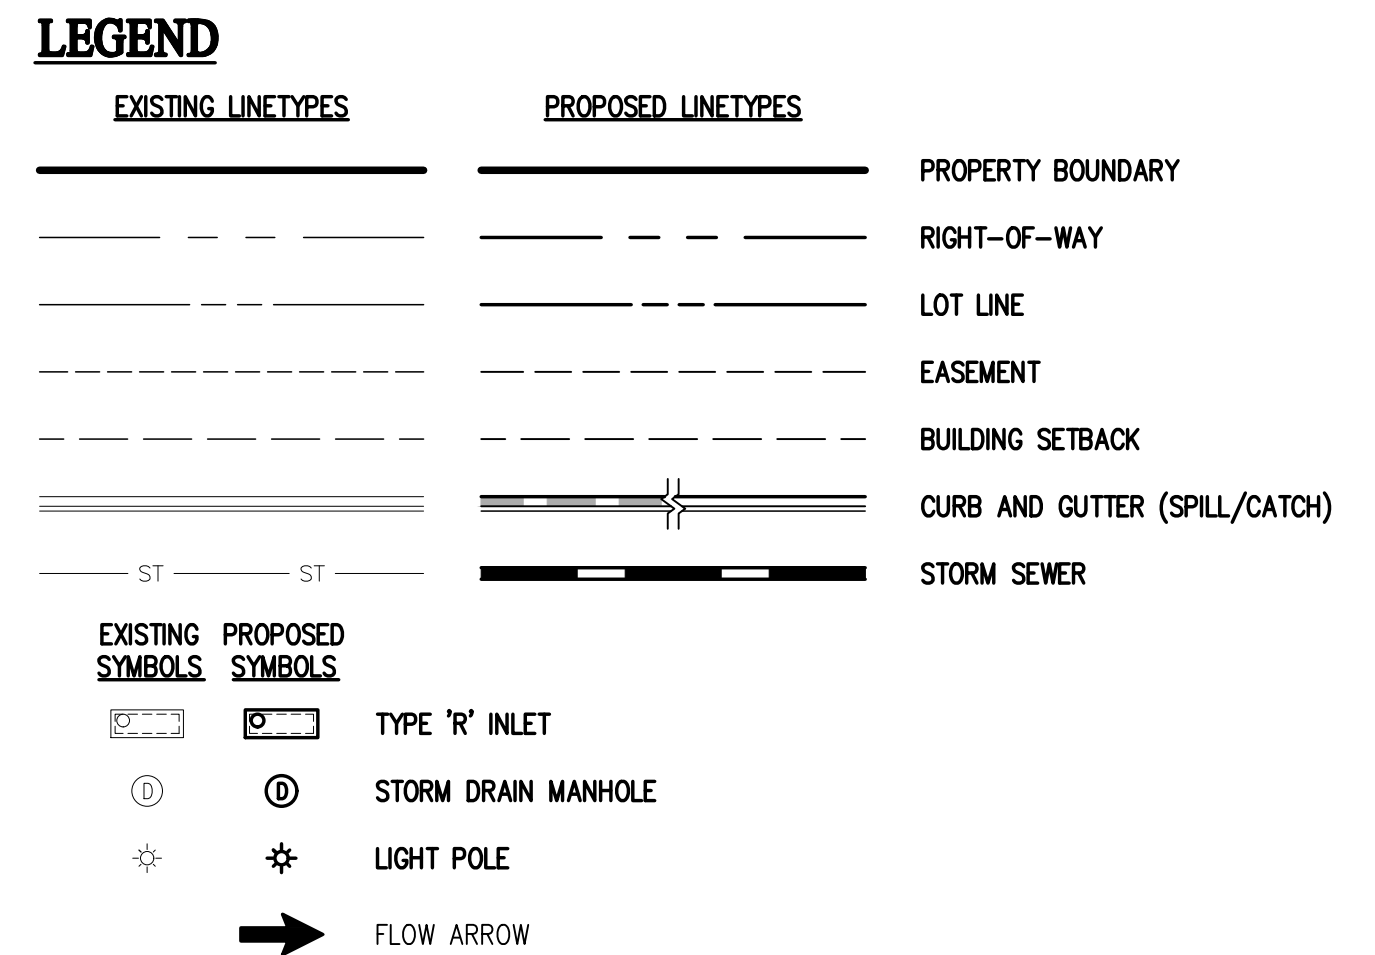 LEGEND
EXISTING LINETYPES PROPOSED LINETYPES
PROPERTY BOUNDARY
RIGHT-OF-WAY
LOT LINE
EASEMENT
BUILDING SETBACK
CURB AND GUTTER (SPILL/CATCH)
ST ST STORM SEWER
EXISTING PROPOSED
SYMBOLS SYMBOLS
TYPE 'R' INLET
D D STORM DRAIN MANHOLE
LIGHT POLE
FLOW ARROW